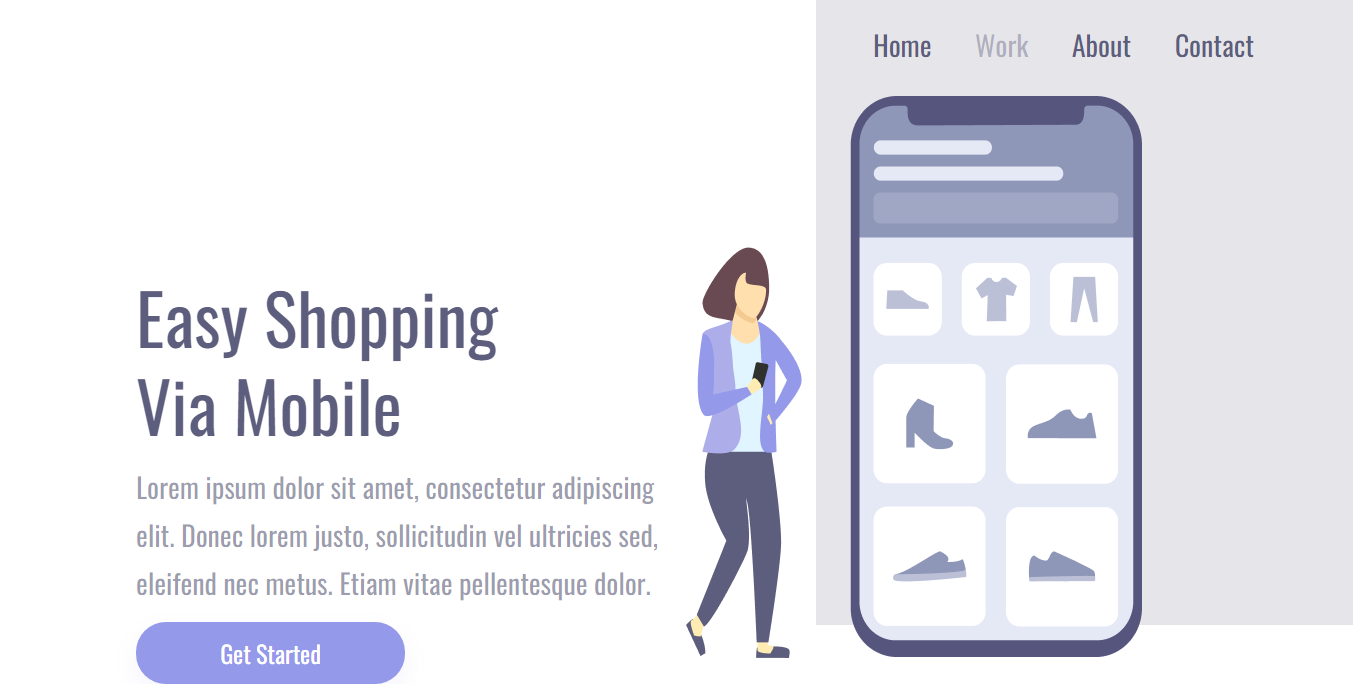 Home Work About Contact
Easy Shopping
Via Mobile
Lorem ipsum dolor sit amet, consectetur adipiscing
elit. Donec lorem justo, sollicitudin vel ultricies sed,
eleifend nec metus. Etiam vitae pellentesque dolor.
Get Started